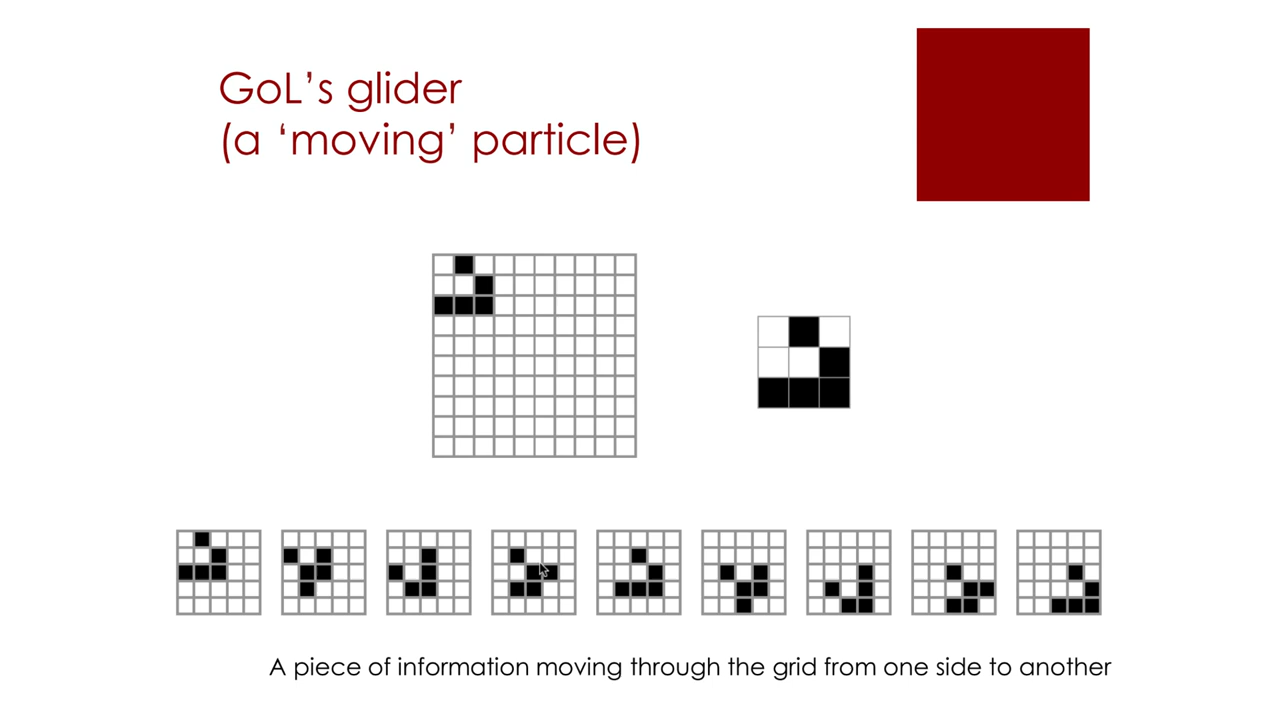 GoL’s glider
(a ‘moving’ particle)
A piece of information moving through the grid from one side to another